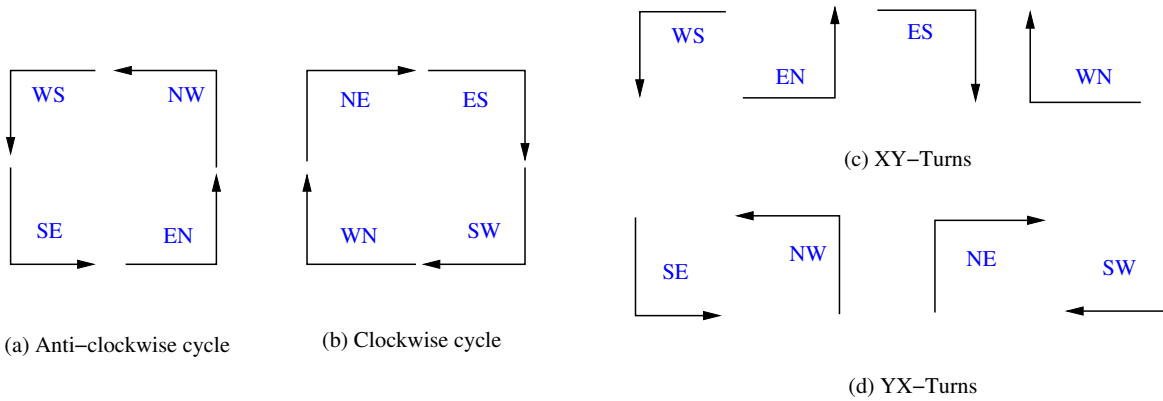 WS NW
SE EN
(a) Anti−clockwise cycle
NE ES
WN SW
(b) Clockwise cycle
WS EN ES WN
(c) XY−Turns
SE NW NE SW
(d) YX−Turns